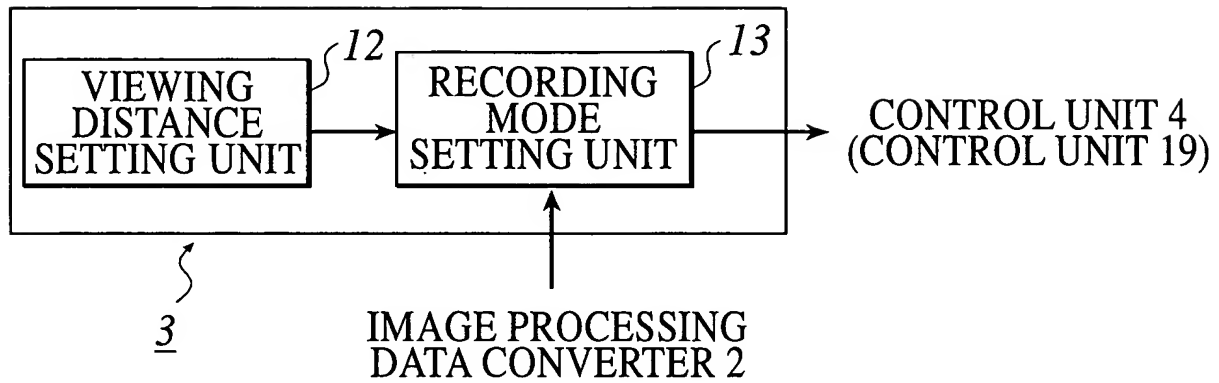 12
VIEWING
DISTANCE
SETTING UNIT
13
RECORDING
MODE
SETTING UNIT
CONTROL UNIT 4
(CONTROL UNIT 19)
3
IMAGE PROCESSING
DATA CONVERTER 2